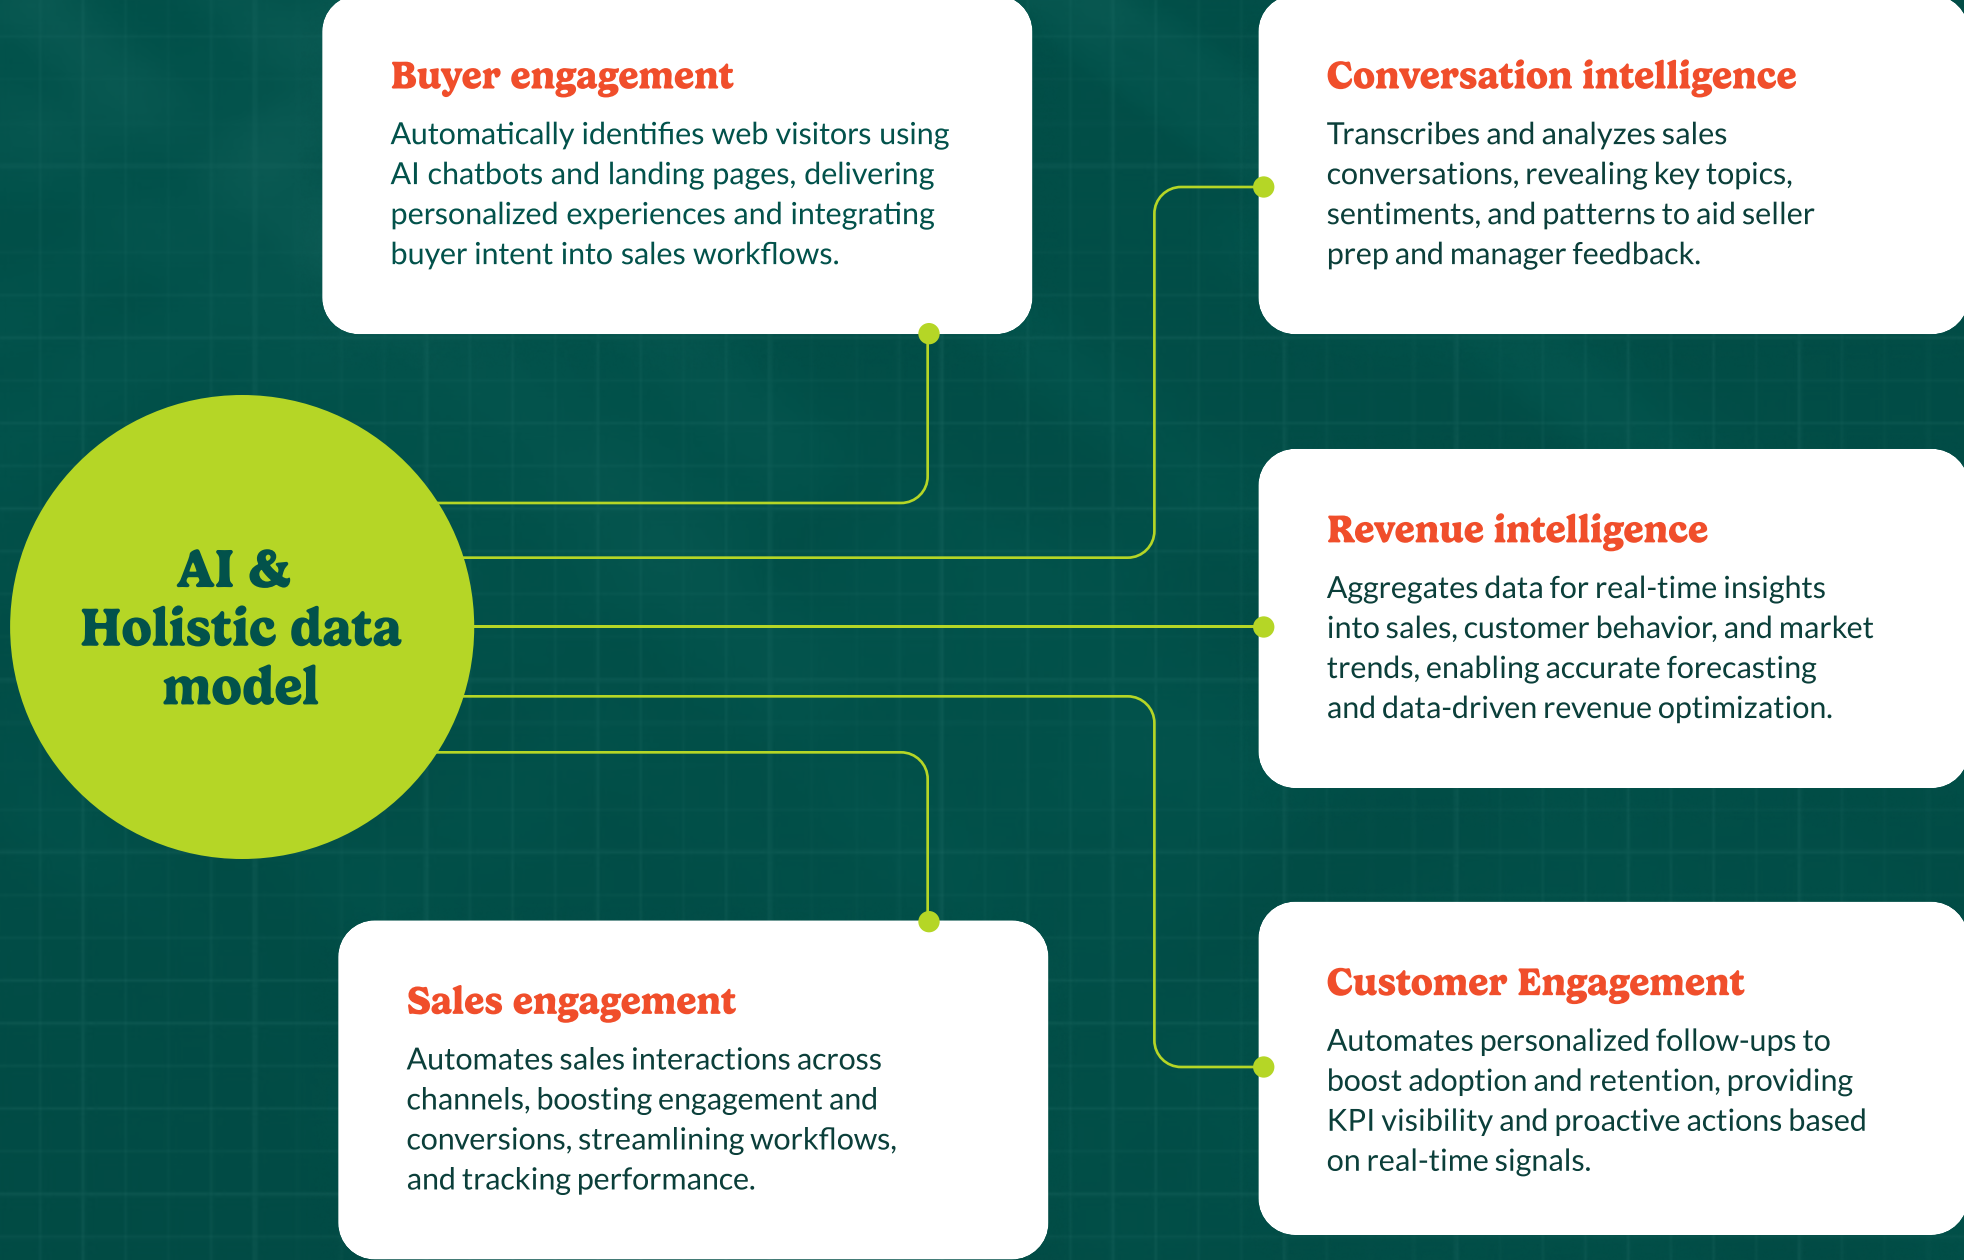 Buyer engagement
Automatically identifies web visitors using
AI chatbots and landing pages, delivering
personalized experiences and integrating
buyer intent into sales workflows.
Conversation intelligence
Transcribes and analyzes sales
conversations, revealing key topics,
sentiments, and patterns to aid seller
prep and manager feedback.
AI &
Holistic data
model
Revenue intelligence
Aggregates data for real-time insights
into sales, customer behavior, and market
trends, enabling accurate forecasting
and data-driven revenue optimization.
Sales engagement
Automates sales interactions across
channels, boosting engagement and
conversions, streamlining workflows,
and tracking performance.
Customer Engagement
Automates personalized follow-ups to
boost adoption and retention, providing
KPI visibility and proactive actions based
on real-time signals.